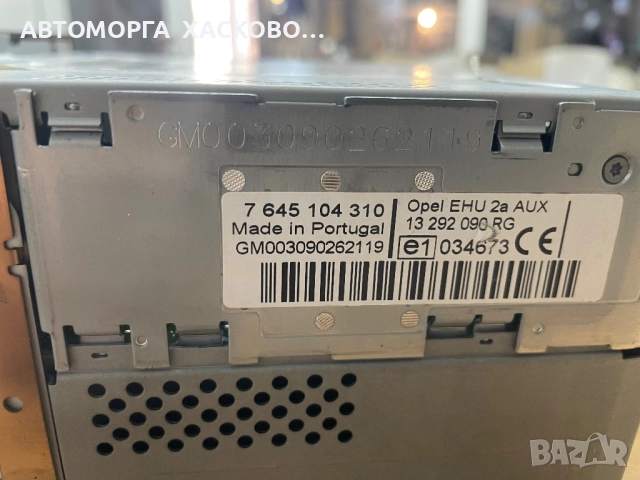 АВТОМОРГА ХАСКОВО...
GM003090262119
7 645 104 310
Made in Portugal
GM003090262119
Opel EHU 2a AUX
13 292 090 RG
e1 034673 CE
BAZAR